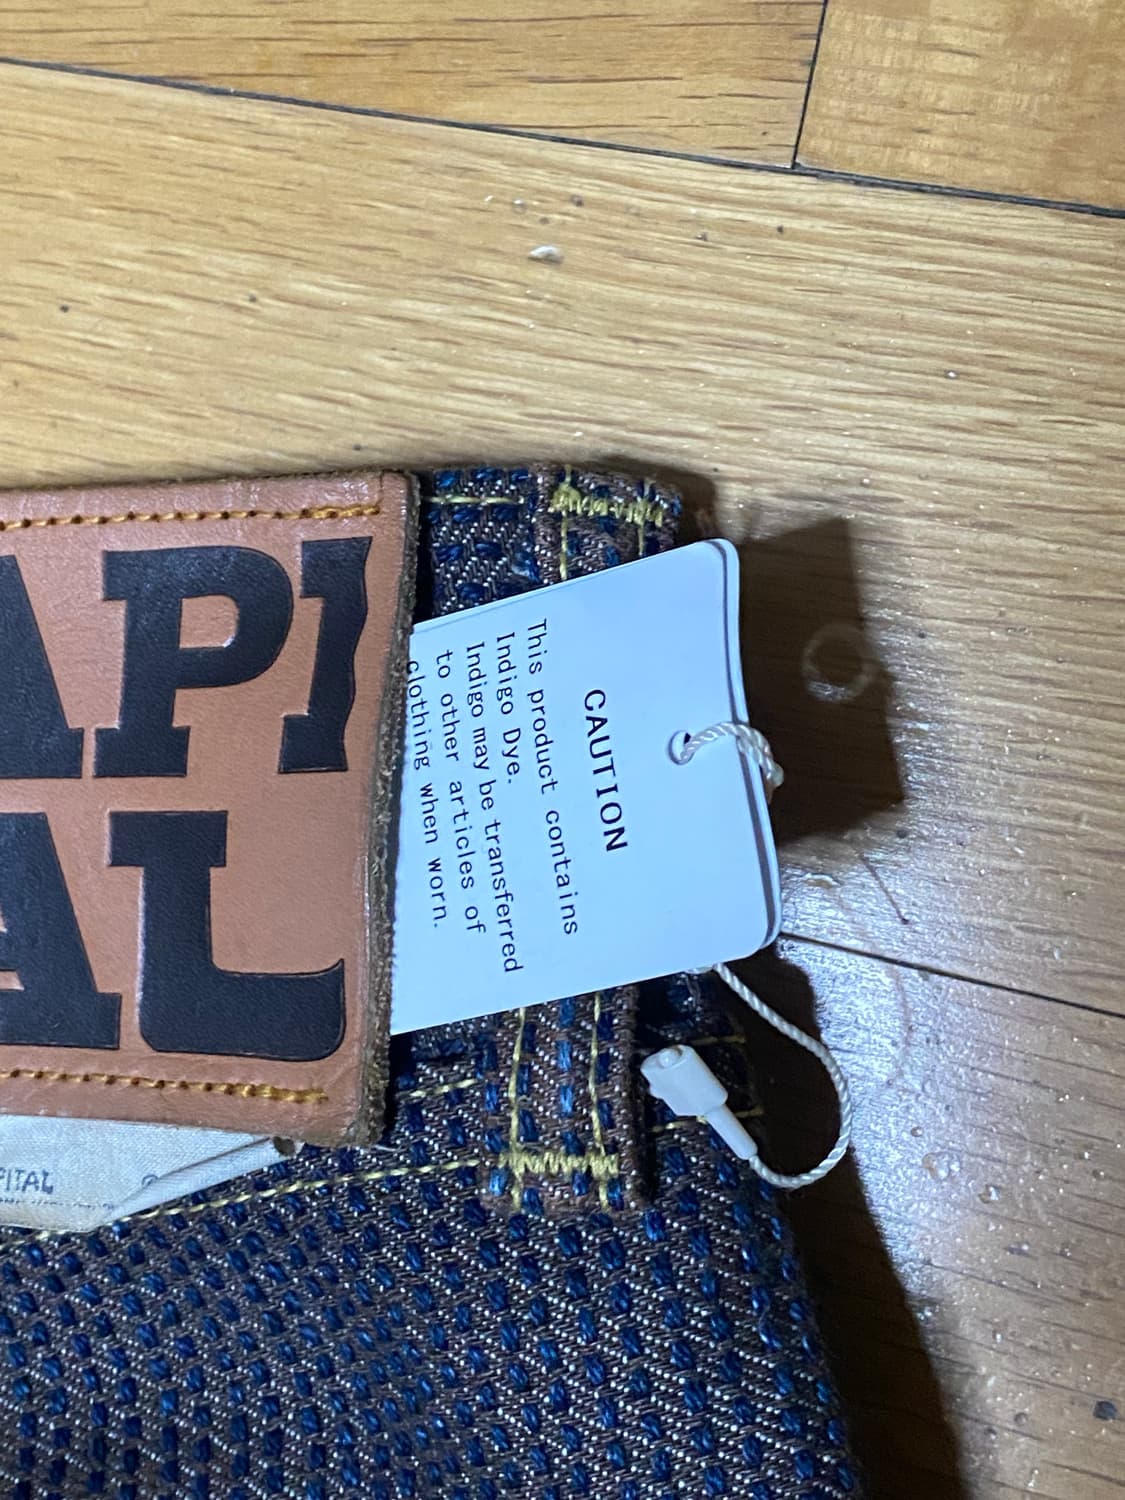 API
AL
CAUTION
This product contains
Indigo Dye.
Indigo may be transferred
to other articles of
clothing when worn.
PITAL